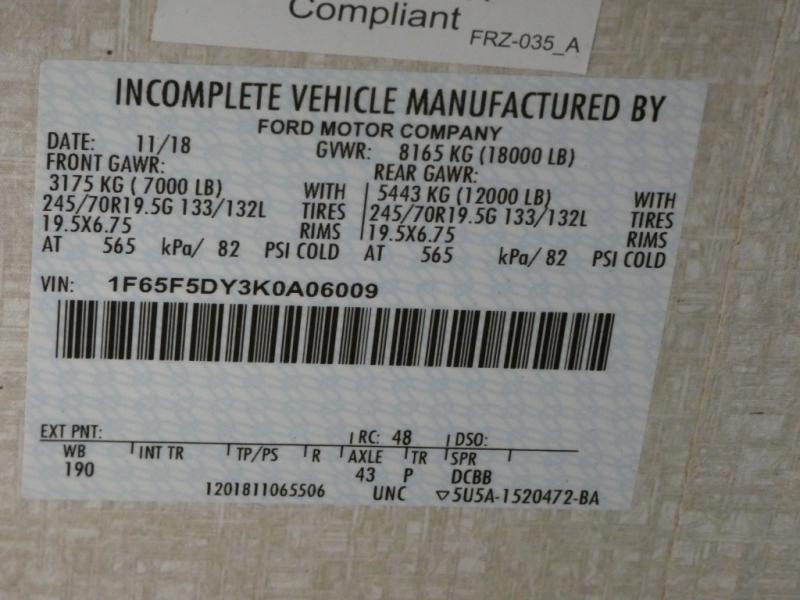 Compliant
FRZ-035_A
INCOMPLETE VEHICLE MANUFACTURED BY
FORD MOTOR COMPANY
DATE: 11/18 GVWR: 8165 KG (18000 LB)
FRONT GAWR: REAR GAWR:
3175 KG ( 7000 LB) WITH 5443 KG (12000 LB) WITH
245/70R19.5G 133/132L TIRES 245/70R19.5G 133/132L TIRES
19.5X6.75 RIMS 19.5X6.75 RIMS
AT 565 kPa/ 82 PSI COLD AT 565 kPa/ 82 PSI COLD
VIN: 1F65F5DY3K0A06009
EXT PNT: RC: 48 DSO:
WB INT TR TP/PS R AXLE TR SPR
190 43 P DCBB
1201811065506 UNC ▽5U5A-1520472-BA